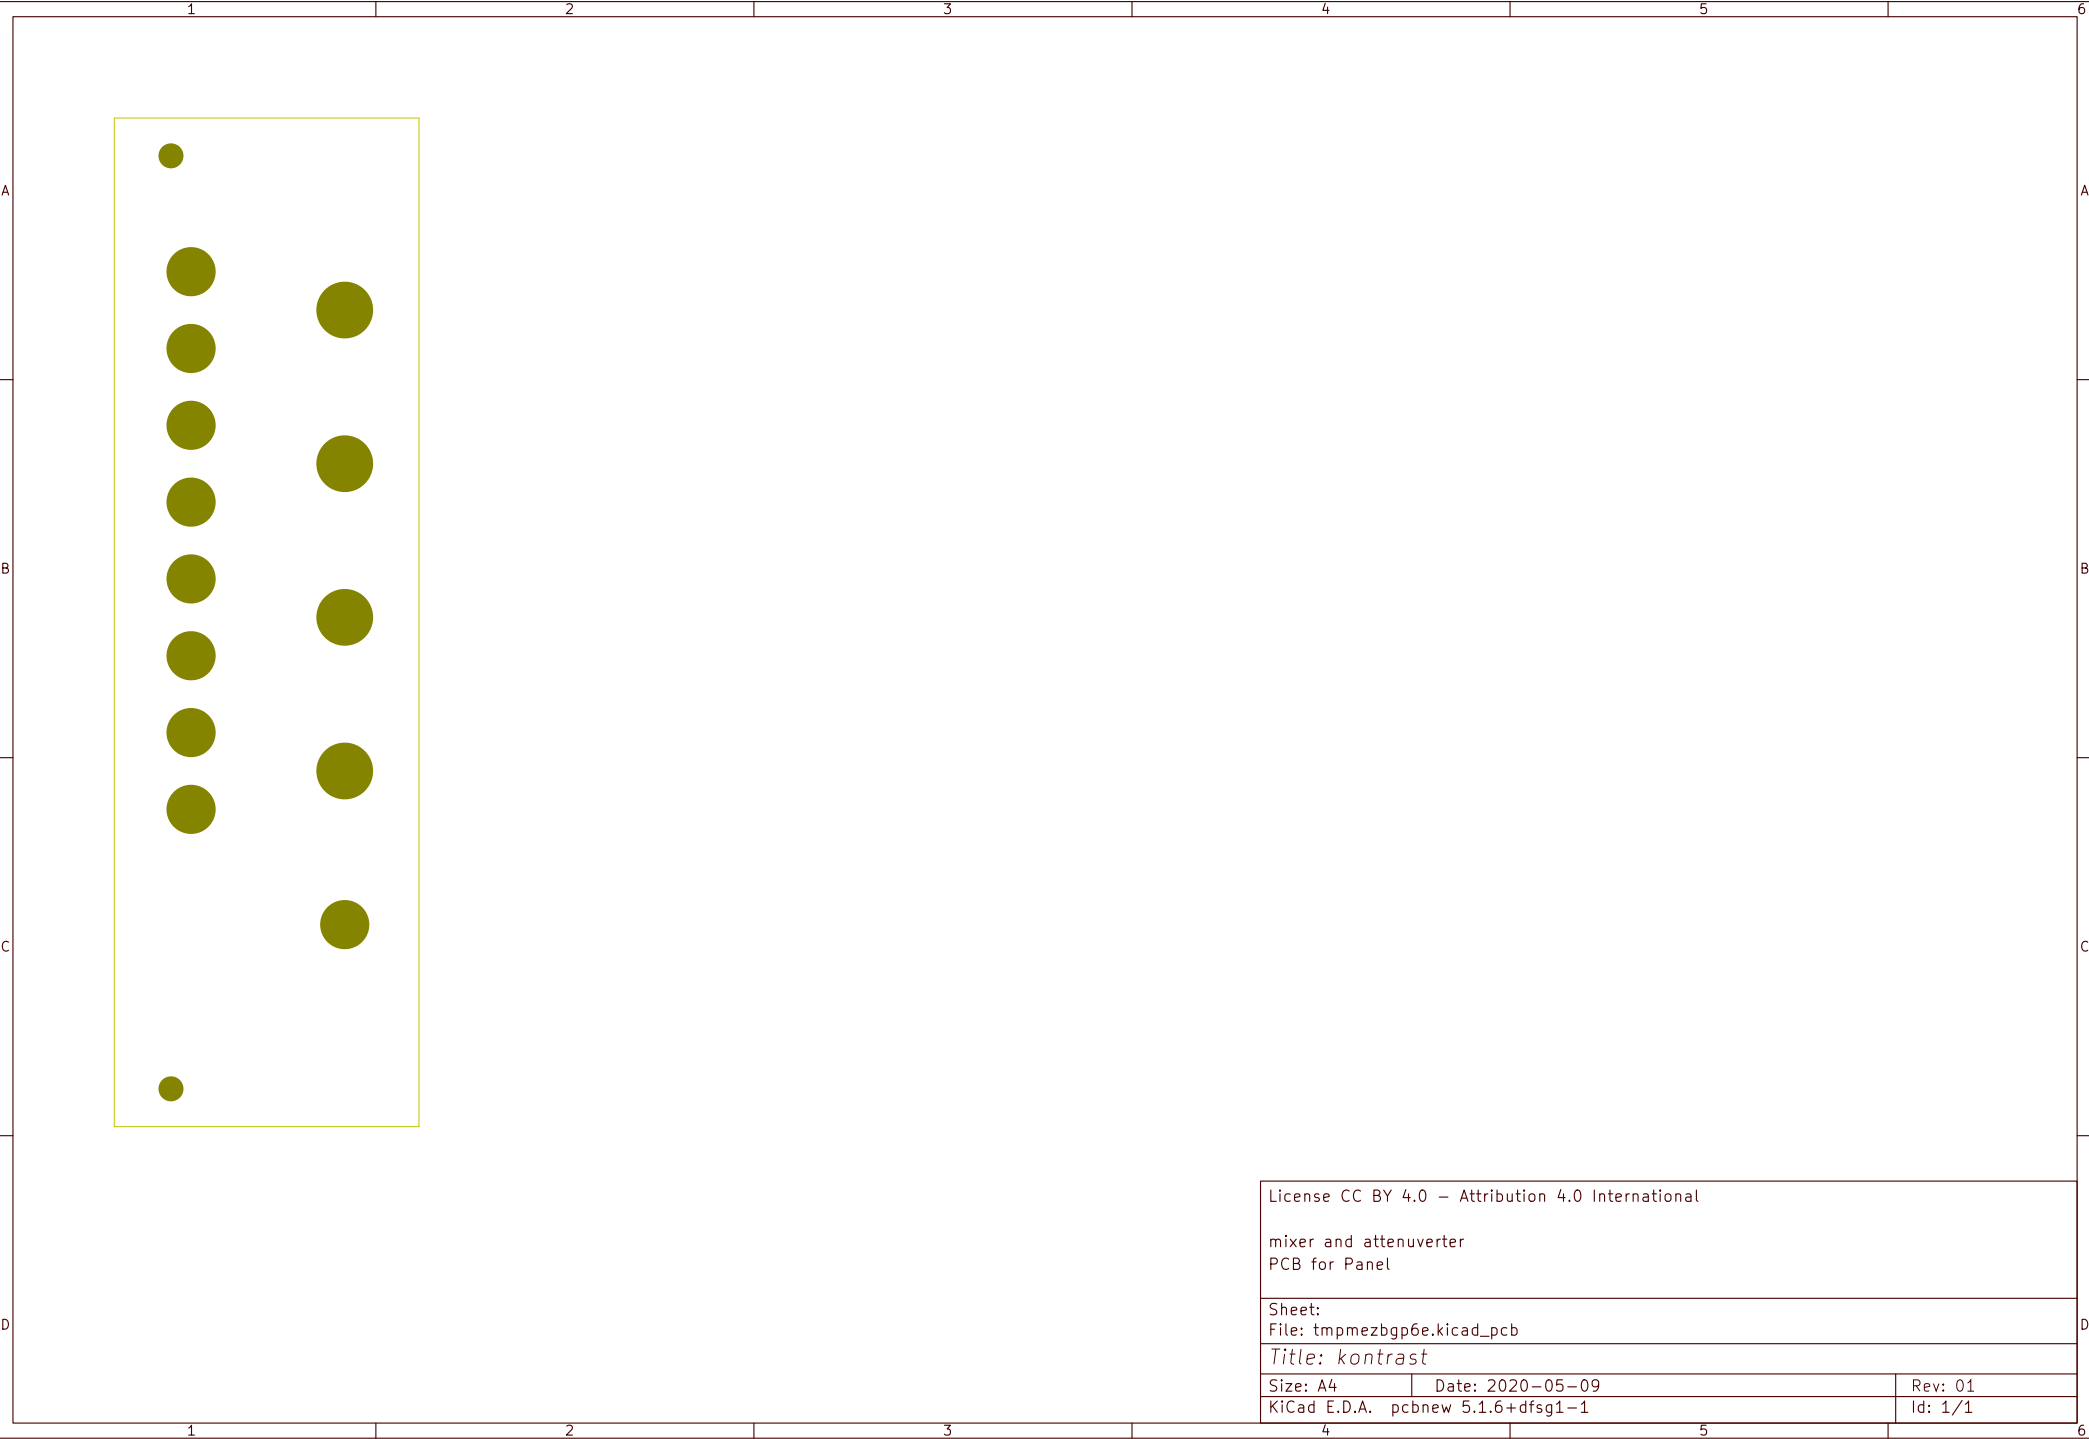 1 2 3 4 5 6
A A
B B
C C
License CC BY 4.0 - Attribution 4.0 International
mixer and attenuverter
PCB for Panel
Sheet:
D D
File: tmpmezbgp6e.kicad_pcb
Title: kontrast
Size: A4 Date: 2020-05-09 Rev: 01
KiCad E.D.A. pcbnew 5.1.6+dfsg1-1 Id: 1/1
1 2 3 4 5 6